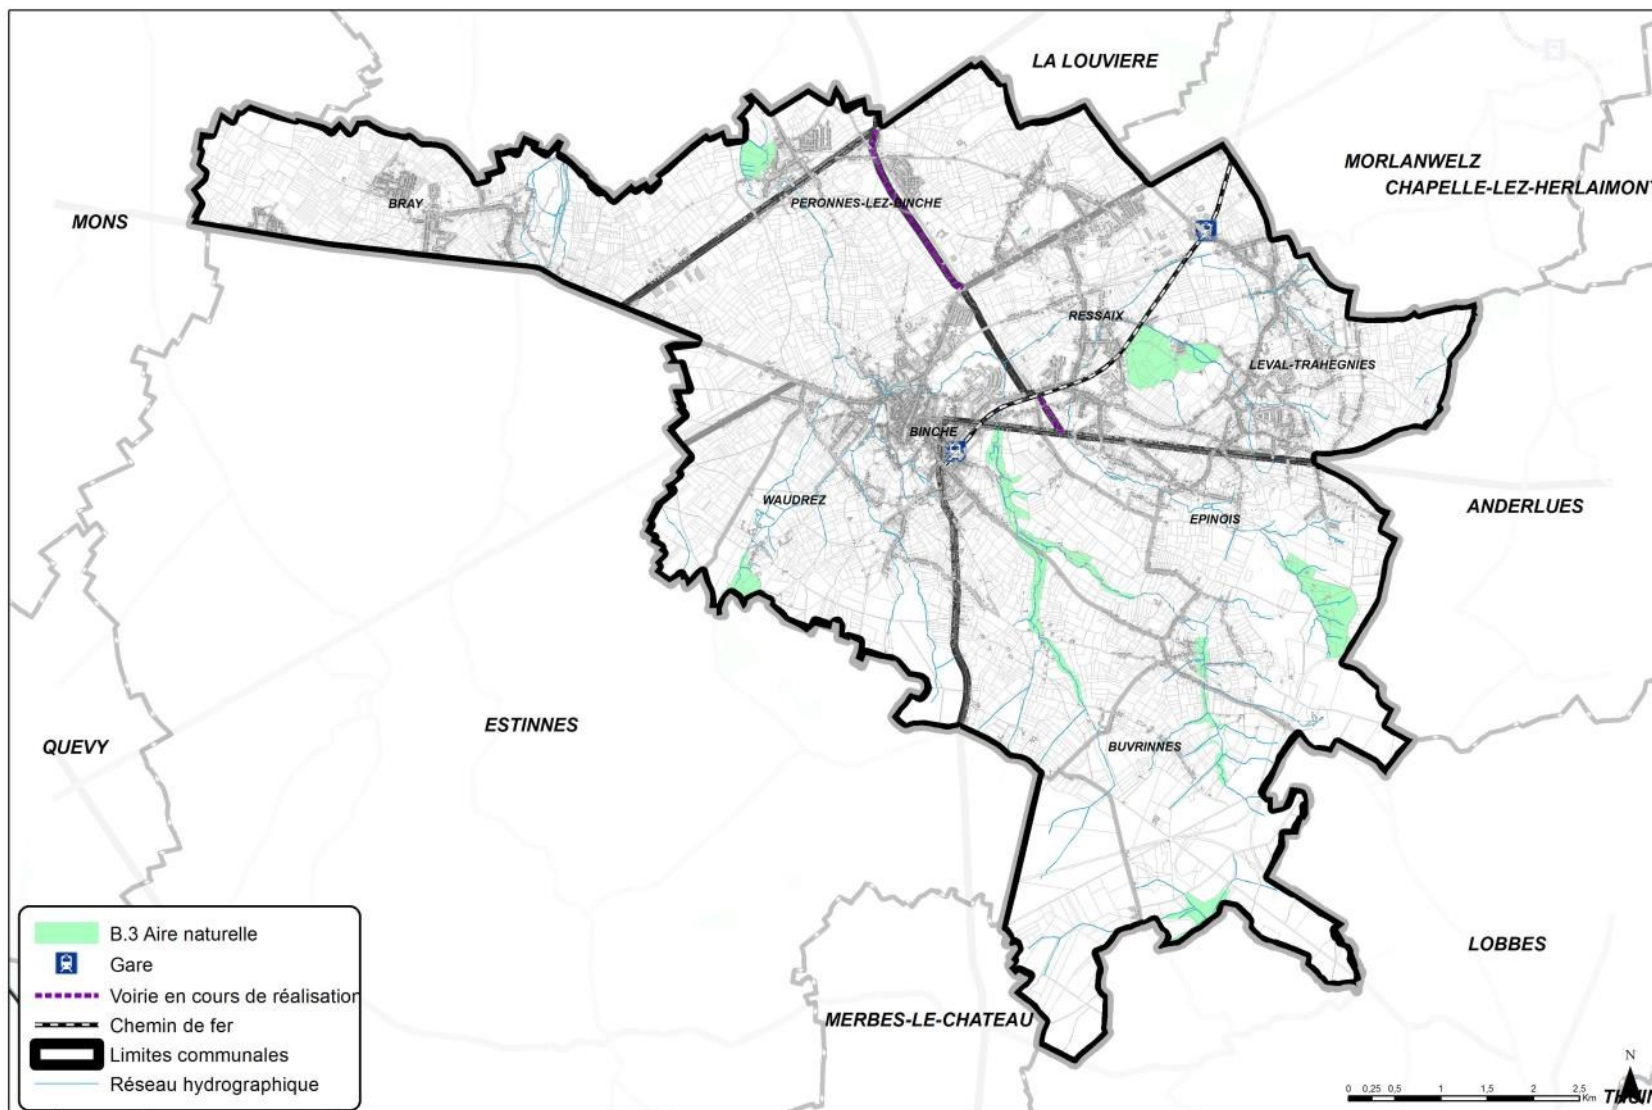 LA LOUVIERE
MORLANWELZ
CHAPELLE-LEZ-HERLAIMONT
BRAY
PERONNES-LEZ-BINCHE
MONS
RESSAIX
LEVAL-TRAHEGNIES
BINCHE
WAUDREZ
EPINOIS
ANDERLUES
ESTINNES
QUEVY
BUVRINNES
B.3 Aire naturelle
Gare
Voirie en cours de réalisation
Chemin de fer
Limites communales
Réseau hydrographique
LOBBES
MERBES-LE-CHATEAU
N
0 0,25 0,5 1 1,5 2 2,5
Km
THUIN